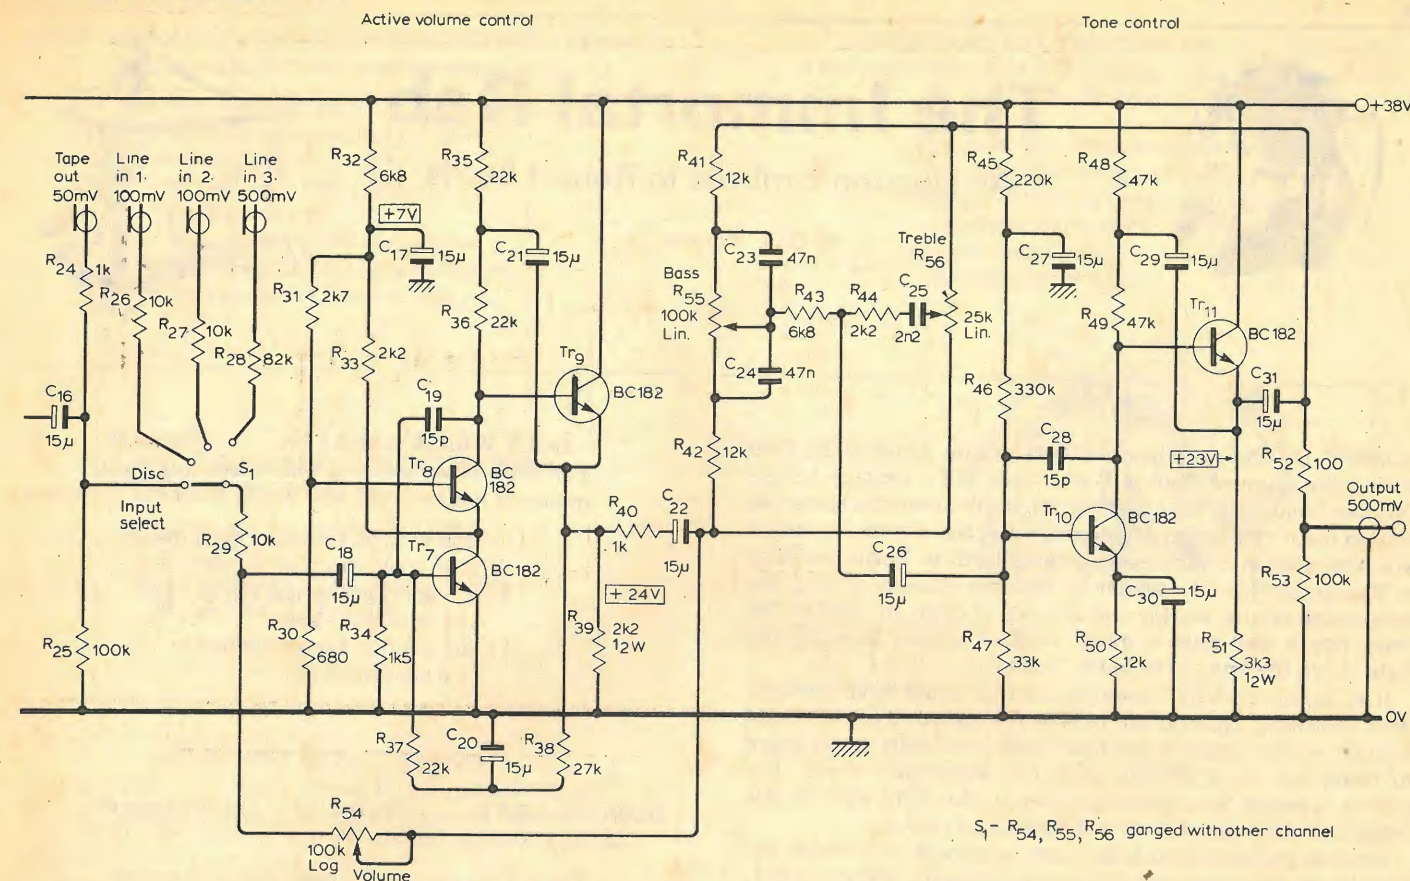 Active volume control
Tone control
+38V
Tape out 50mV
Line in 1. 100mV
Line in 2. 100mV
Line in 3. 500mV
R24 1k
R26 10k
R27 10k
R28 82k
C16 15µ
Disc
S1
Input select
R29 10k
R25 100k
R32 6k8
+7V
C17 15µ
R31 2k7
R33 2k2
C18 15µ
R30 680
R34 1k5
R35 22k
C21 15µ
R36 22k
C19 15p
Tr8 BC 182
Tr7 BC182
Tr9 BC182
R40 1k
C22 15µ
+24V
R39 2k2 ½W
R37 22k
C20 15µ
R38 27k
R54 100k Log
Volume
R41 12k
C23 47n
Bass R55 100k Lin.
R43 6k8
R44 2k2
C25 2n2
Treble R56 25k Lin.
C24 47n
R42 12k
C26 15µ
R45 220k
C27 15µ
R46 330k
C28 15p
R47 33k
R48 47k
C29 15µ
R49 47k
Tr11 BC182
Tr10 BC182
C31 15µ
+23V
R52 100
Output 500mV
R53 100k
C30 15µ
R50 12k
R51 3k3 ½W
0V
S1- R54, R55, R56 ganged with other channel